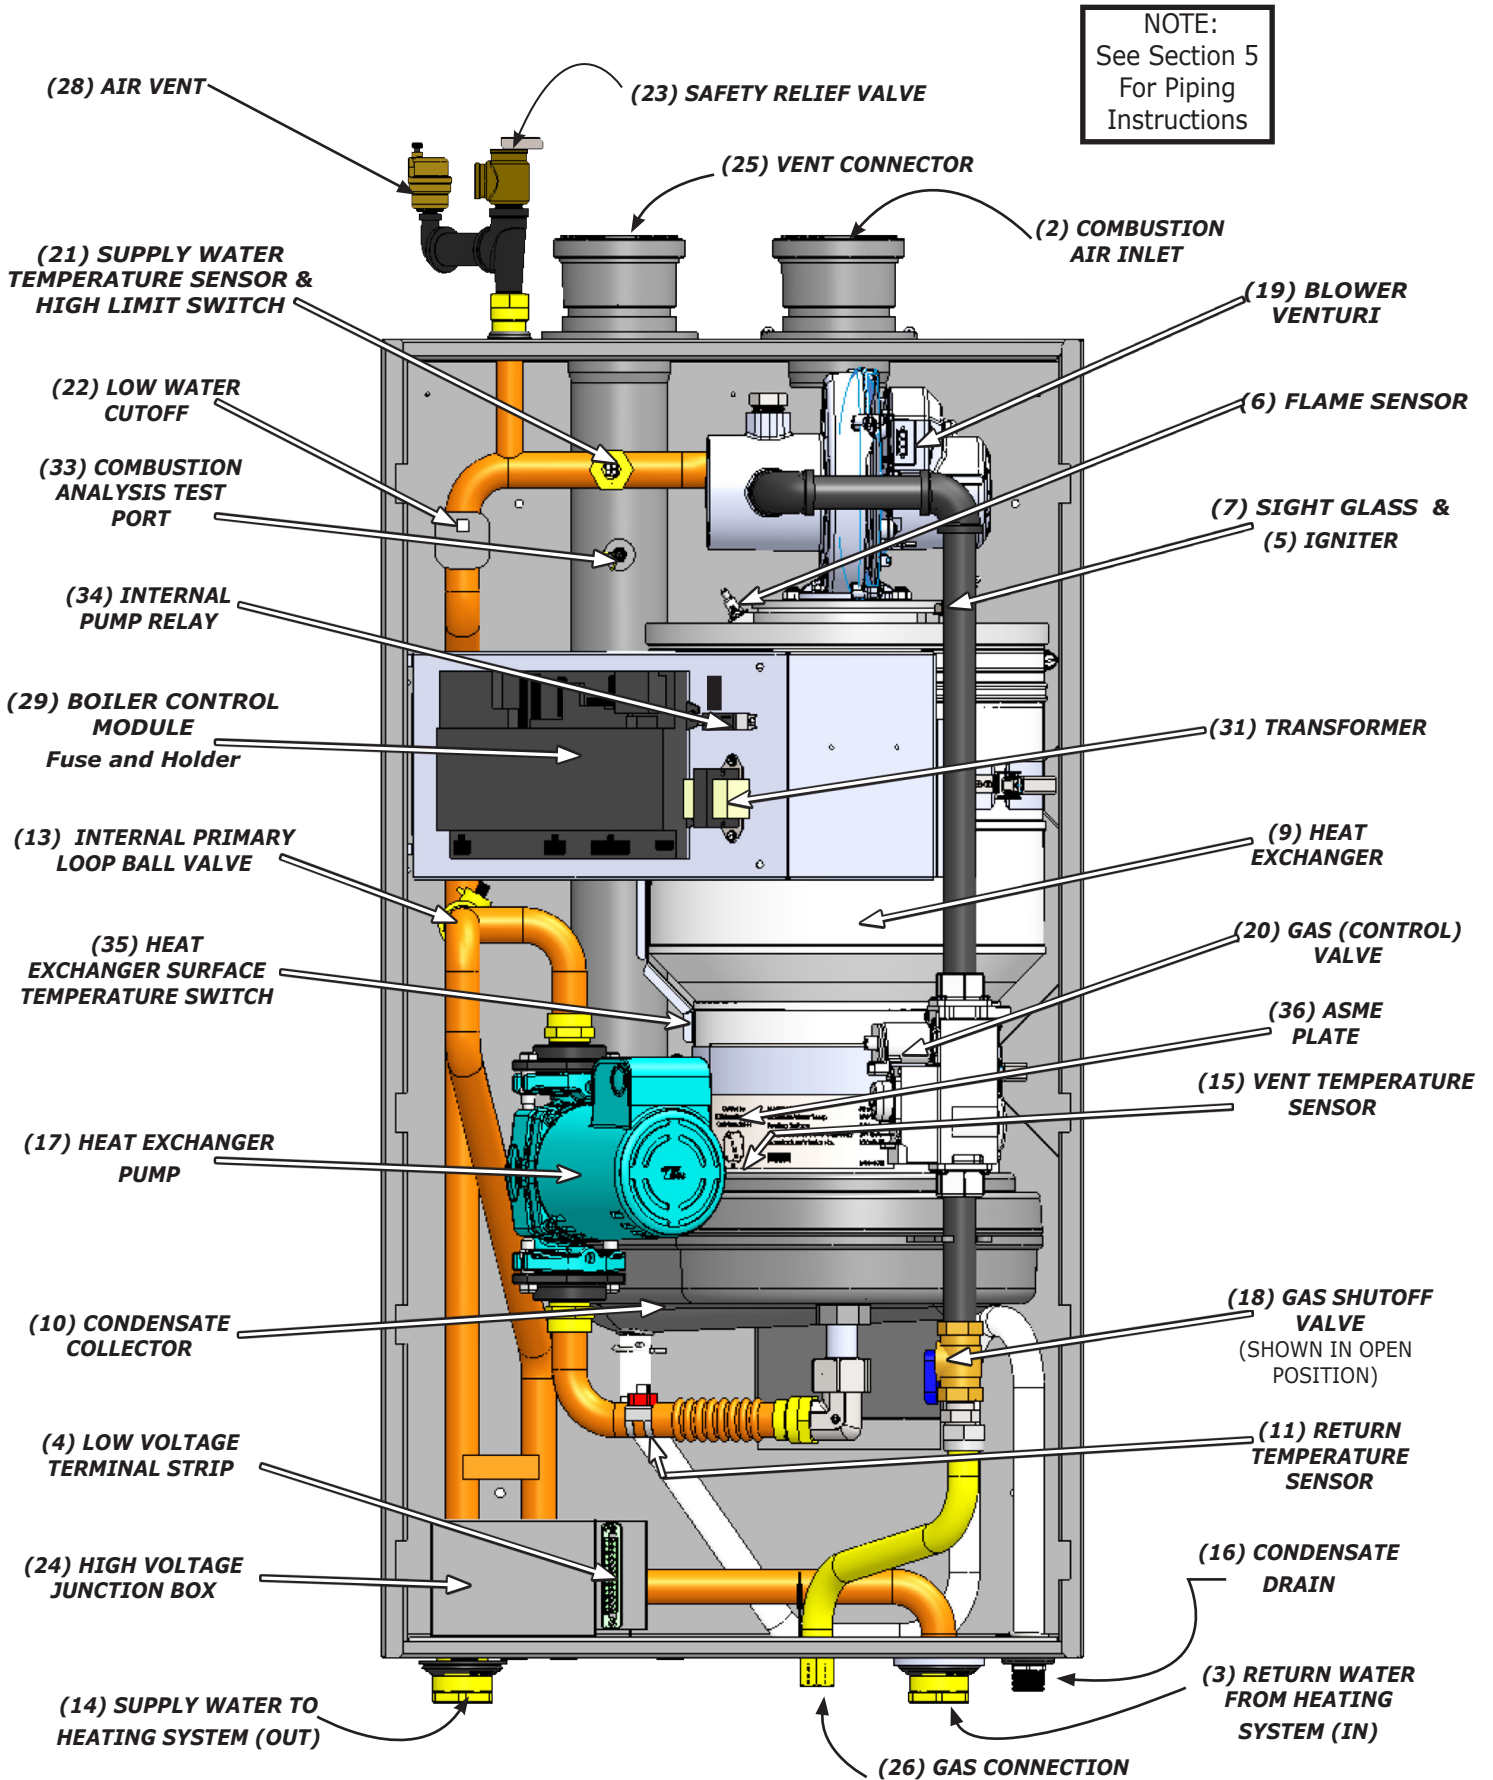 NOTE:
See Section 5
For Piping
Instructions
(28) AIR VENT
(23) SAFETY RELIEF VALVE
(25) VENT CONNECTOR
(2) COMBUSTION
AIR INLET
(21) SUPPLY WATER
TEMPERATURE SENSOR &
HIGH LIMIT SWITCH
(19) BLOWER
VENTURI
(22) LOW WATER
CUTOFF
(6) FLAME SENSOR
(33) COMBUSTION
ANALYSIS TEST
PORT
(7) SIGHT GLASS &
(5) IGNITER
(34) INTERNAL
PUMP RELAY
(29) BOILER CONTROL
MODULE
Fuse and Holder
(31) TRANSFORMER
(13) INTERNAL PRIMARY
LOOP BALL VALVE
(9) HEAT
EXCHANGER
(35) HEAT
EXCHANGER SURFACE
TEMPERATURE SWITCH
(20) GAS (CONTROL)
VALVE
(36) ASME
PLATE
(15) VENT TEMPERATURE
SENSOR
(17) HEAT EXCHANGER
PUMP
(10) CONDENSATE
COLLECTOR
(18) GAS SHUTOFF
VALVE
(SHOWN IN OPEN
POSITION)
(4) LOW VOLTAGE
TERMINAL STRIP
(11) RETURN
TEMPERATURE
SENSOR
(24) HIGH VOLTAGE
JUNCTION BOX
(16) CONDENSATE
DRAIN
(14) SUPPLY WATER TO
HEATING SYSTEM (OUT)
(3) RETURN WATER
FROM HEATING
SYSTEM (IN)
(26) GAS CONNECTION